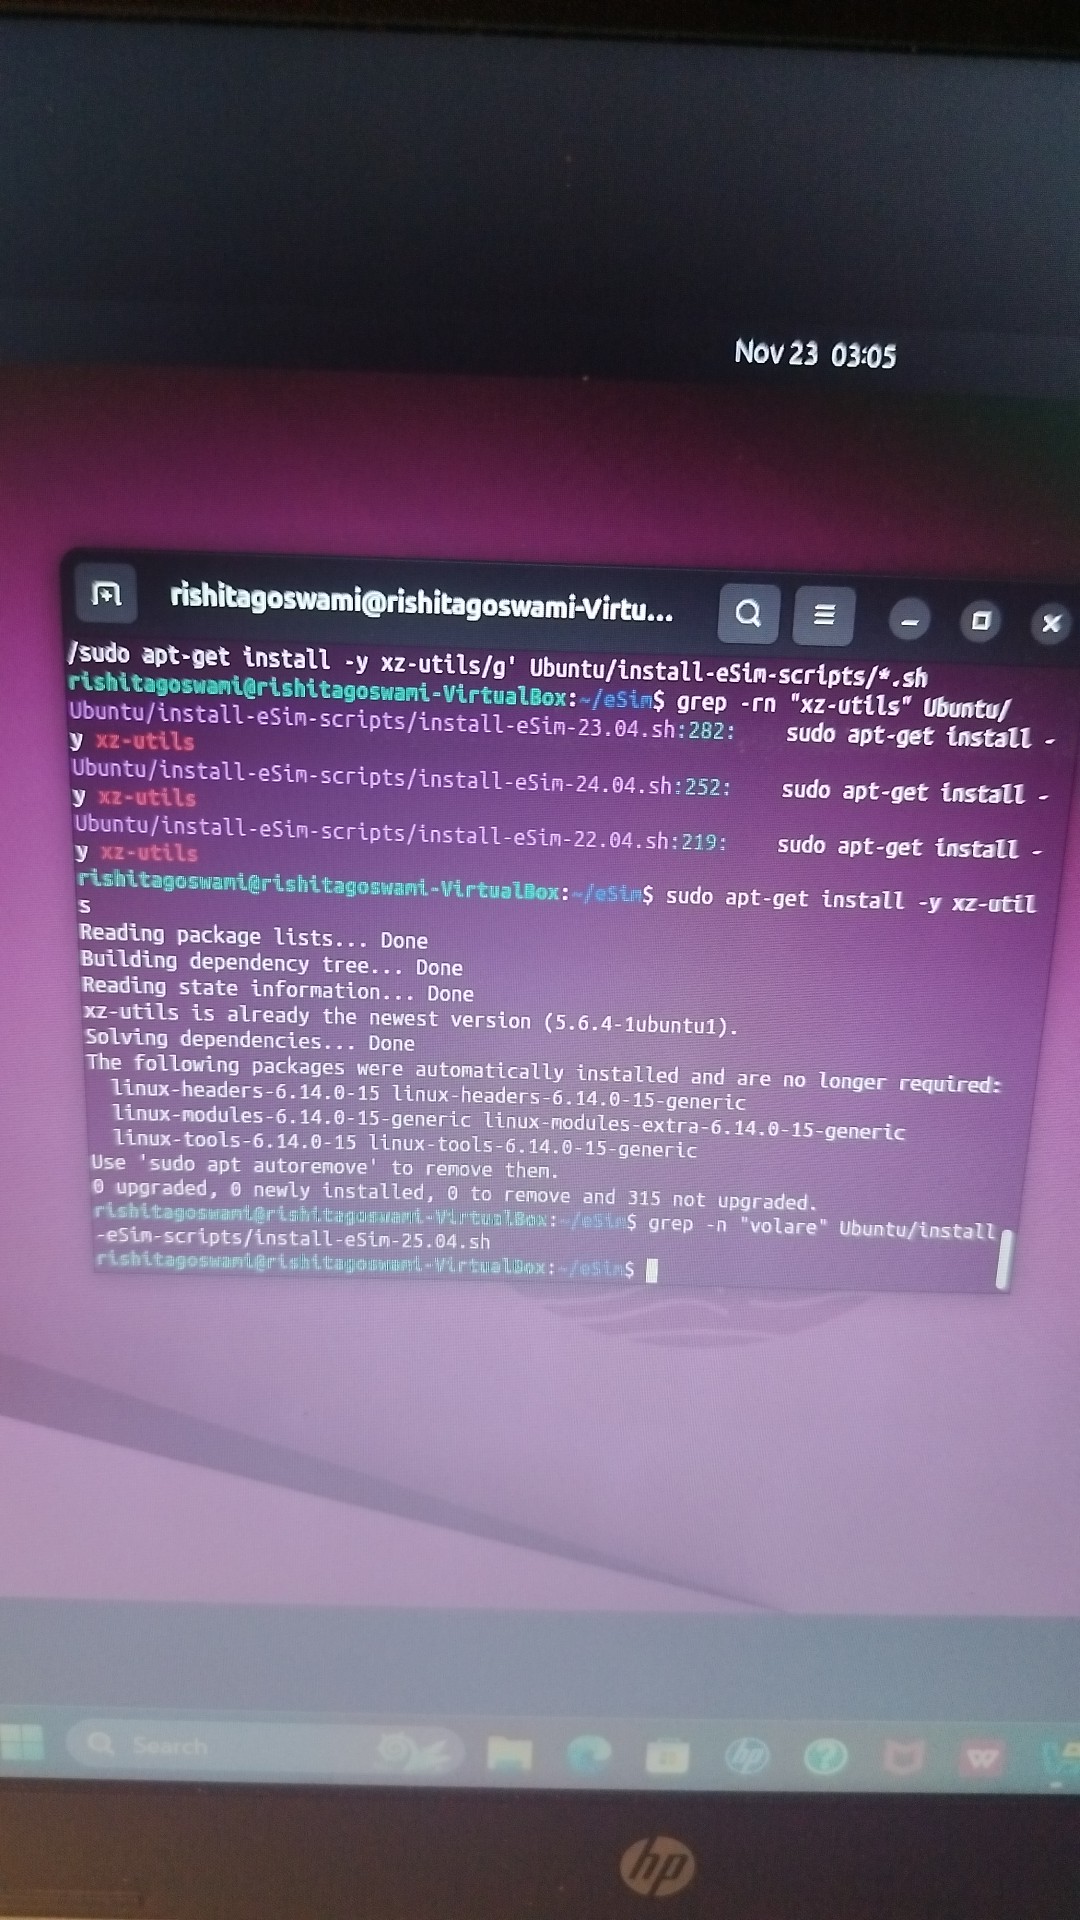 Nov 23 03:05
rishitagoswami@rishitagoswami-Virtu...
/sudo apt-get install -y xz-utils/g' Ubuntu/install-eSim-scripts/*.sh
rishitagoswami@rishitagoswami-VirtualBox:~/eSim$ grep -rn "xz-utils" Ubuntu/
Ubuntu/install-eSim-scripts/install-eSim-23.04.sh:282:    sudo apt-get install -
y xz-utils
Ubuntu/install-eSim-scripts/install-eSim-24.04.sh:252:    sudo apt-get install -
y xz-utils
Ubuntu/install-eSim-scripts/install-eSim-22.04.sh:219:    sudo apt-get install -
y xz-utils
rishitagoswami@rishitagoswami-VirtualBox:~/eSim$ sudo apt-get install -y xz-util
s
Reading package lists... Done
Building dependency tree... Done
Reading state information... Done
xz-utils is already the newest version (5.6.4-1ubuntu1).
Solving dependencies... Done
The following packages were automatically installed and are no longer required:
  linux-headers-6.14.0-15 linux-headers-6.14.0-15-generic
  linux-modules-6.14.0-15-generic linux-modules-extra-6.14.0-15-generic
  linux-tools-6.14.0-15 linux-tools-6.14.0-15-generic
Use 'sudo apt autoremove' to remove them.
0 upgraded, 0 newly installed, 0 to remove and 315 not upgraded.
rishitagoswami@rishitagoswami-VirtualBox:~/eSim$ grep -n "volare" Ubuntu/install
-eSim-scripts/install-eSim-25.04.sh
rishitagoswami@rishitagoswami-VirtualBox:~/eSim$
Search
hp
hp